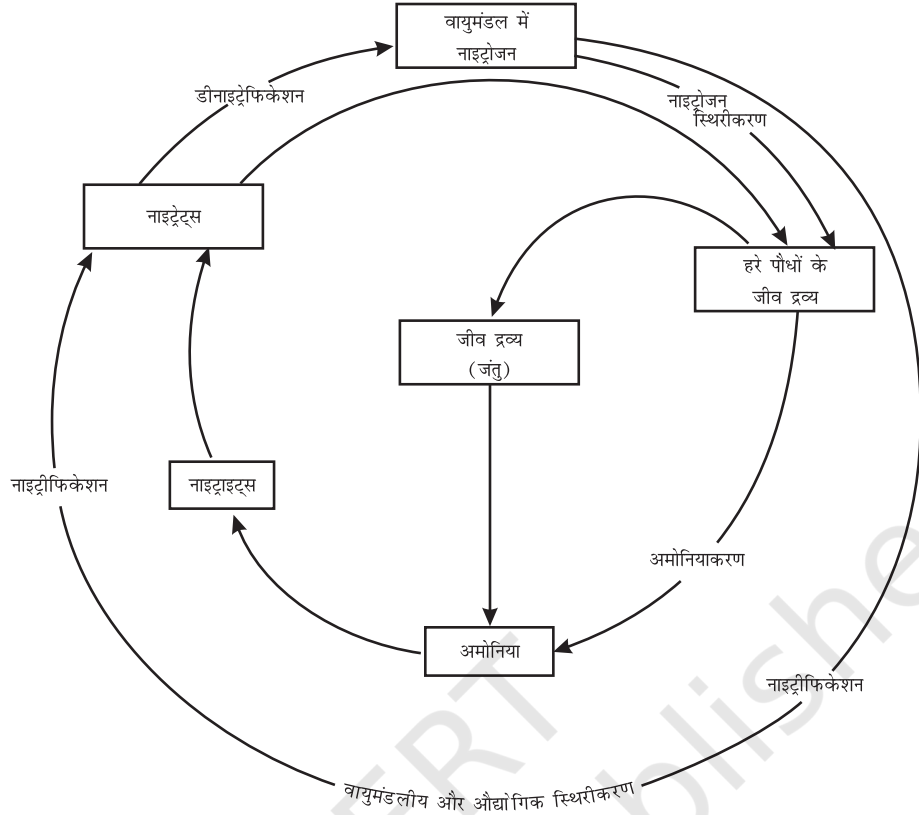 वायुमंडल में
नाइट्रोजन
डीनाइट्रेफिकेशन
नाइट्रोजन
स्थिरीकरण
नाइट्रेट्स
हरे पौधों के
जीव द्रव्य
जीव द्रव्य
(जंतु)
नाइट्रीफिकेशन
नाइट्राइट्स
अमोनियाकरण
अमोनिया
नाइट्रीफिकेशन
वायुमंडलीय और औद्योगिक स्थिरीकरण